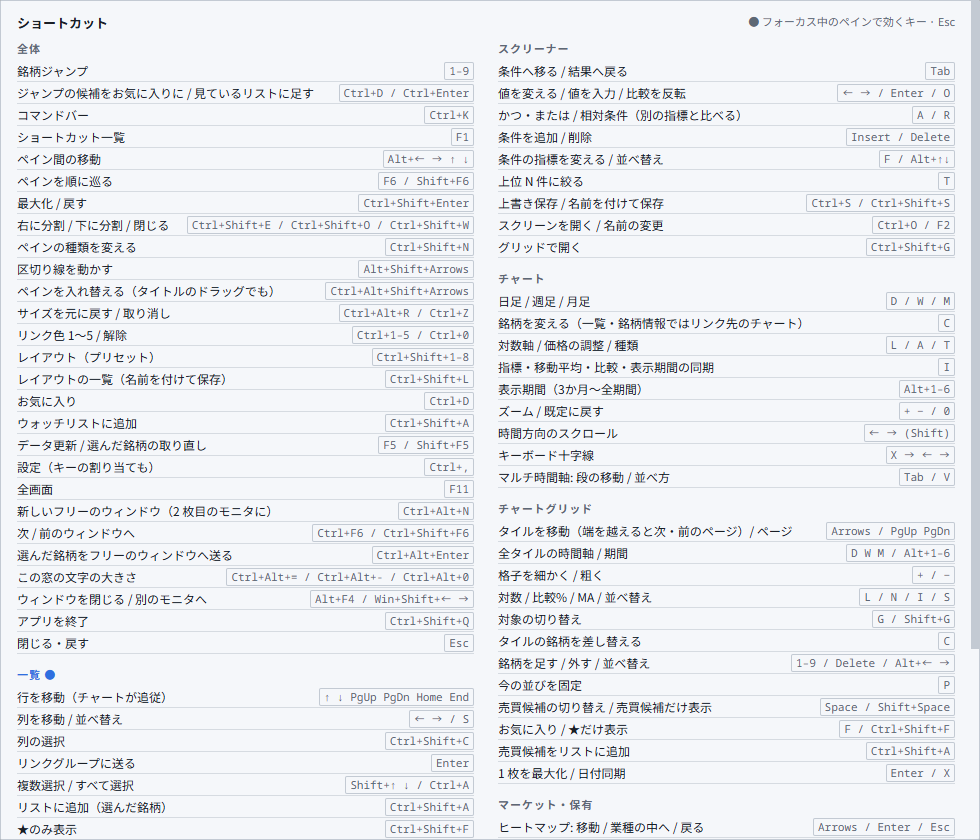 ショートカット
● フォーカス中のペインで効くキー・Esc
全体
銘柄ジャンプ 1-9
ジャンプの候補をお気に入りに / 見ているリストに足す Ctrl+D / Ctrl+Enter
コマンドバー Ctrl+K
ショートカット一覧 F1
ペイン間の移動 Alt+← → ↑ ↓
ペインを順に巡る F6 / Shift+F6
最大化 / 戻す Ctrl+Shift+Enter
右に分割 / 下に分割 / 閉じる Ctrl+Shift+E / Ctrl+Shift+O / Ctrl+Shift+W
ペインの種類を変える Ctrl+Shift+N
区切り線を動かす Alt+Shift+Arrows
ペインを入れ替える（タイトルのドラッグでも） Ctrl+Alt+Shift+Arrows
サイズを元に戻す / 取り消し Ctrl+Alt+R / Ctrl+Z
リンク色 1〜5 / 解除 Ctrl+1-5 / Ctrl+0
レイアウト（プリセット） Ctrl+Shift+1-8
レイアウトの一覧（名前を付けて保存） Ctrl+Shift+L
お気に入り Ctrl+D
ウォッチリストに追加 Ctrl+Shift+A
データ更新 / 選んだ銘柄の取り直し F5 / Shift+F5
設定（キーの割り当ても） Ctrl+,
全画面 F11
新しいフリーのウィンドウ（2 枚目のモニタに） Ctrl+Alt+N
次 / 前のウィンドウへ Ctrl+F6 / Ctrl+Shift+F6
選んだ銘柄をフリーのウィンドウへ送る Ctrl+Alt+Enter
この窓の文字の大きさ Ctrl+Alt+= / Ctrl+Alt+- / Ctrl+Alt+0
ウィンドウを閉じる / 別のモニタへ Alt+F4 / Win+Shift+← →
アプリを終了 Ctrl+Shift+Q
閉じる・戻す Esc
一覧 ●
行を移動（チャートが追従） ↑ ↓ PgUp PgDn Home End
列を移動 / 並べ替え ← → / S
列の選択 Ctrl+Shift+C
リンクグループに送る Enter
複数選択 / すべて選択 Shift+↑ ↓ / Ctrl+A
リストに追加（選んだ銘柄） Ctrl+Shift+A
★のみ表示 Ctrl+Shift+F
スクリーナー
条件へ移る / 結果へ戻る Tab
値を変える / 値を入力 / 比較を反転 ← → / Enter / O
かつ・または / 相対条件（別の指標と比べる） A / R
条件を追加 / 削除 Insert / Delete
条件の指標を変える / 並べ替え F / Alt+↑↓
上位 N 件に絞る T
上書き保存 / 名前を付けて保存 Ctrl+S / Ctrl+Shift+S
スクリーンを開く / 名前の変更 Ctrl+O / F2
グリッドで開く Ctrl+Shift+G
チャート
日足 / 週足 / 月足 D / W / M
銘柄を変える（一覧・銘柄情報ではリンク先のチャート） C
対数軸 / 価格の調整 / 種類 L / A / T
指標・移動平均・比較・表示期間の同期 I
表示期間（3か月〜全期間） Alt+1-6
ズーム / 既定に戻す + − / 0
時間方向のスクロール ← → (Shift)
キーボード十字線 X → ← →
マルチ時間軸: 段の移動 / 並べ方 Tab / V
チャートグリッド
タイルを移動（端を越えると次・前のページ）/ ページ Arrows / PgUp PgDn
全タイルの時間軸 / 期間 D W M / Alt+1-6
格子を細かく / 粗く + / −
対数 / 比較% / MA / 並べ替え L / N / I / S
対象の切り替え G / Shift+G
タイルの銘柄を差し替える C
銘柄を足す / 外す / 並べ替え 1-9 / Delete / Alt+← →
今の並びを固定 P
売買候補の切り替え / 売買候補だけ表示 Space / Shift+Space
お気に入り / ★だけ表示 F / Ctrl+Shift+F
売買候補をリストに追加 Ctrl+Shift+A
1 枚を最大化 / 日付同期 Enter / X
マーケット・保有
ヒートマップ: 移動 / 業種の中へ / 戻る Arrows / Enter / Esc